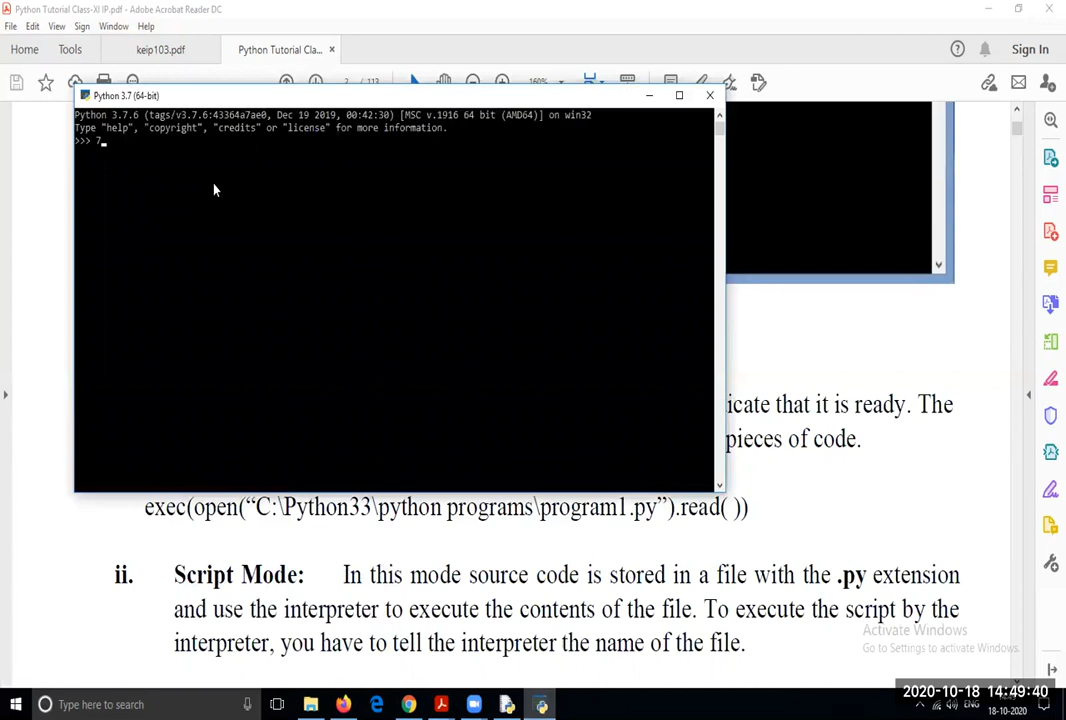 Python Tutorial Class-XI IP.pdf - Adobe Acrobat Reader DC
File Edit View Sign Window Help
Home Tools keip103.pdf Python Tutorial Cla... × Sign In
2 / 113 160%
Python 3.7 (64-bit)
Python 3.7.6 (tags/v3.7.6:43364a7ae0, Dec 19 2019, 00:42:30) [MSC v.1916 64 bit (AMD64)] on win32
Type "help", "copyright", "credits" or "license" for more information.
>>> 7
icate that it is ready. The
pieces of code.
exec(open(“C:\Python33\python programs\program1.py”).read( ))
ii. Script Mode: In this mode source code is stored in a file with the .py extension
and use the interpreter to execute the contents of the file. To execute the script by the
interpreter, you have to tell the interpreter the name of the file.
Activate Windows
Go to Settings to activate Windows.
2020-10-18 14:49:40
Type here to search
ENG
18-10-2020